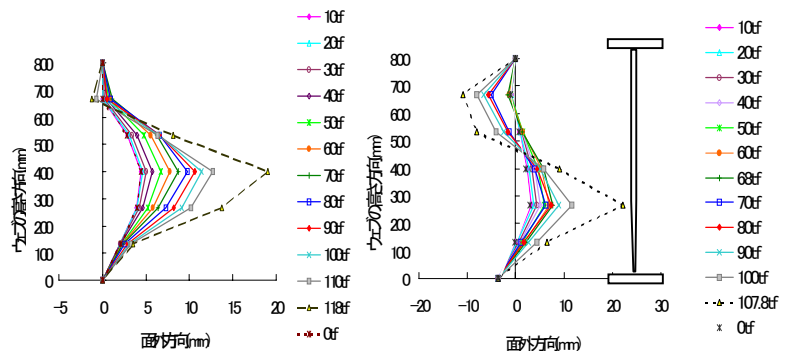 800
700
600
500
400
300
200
100
0
-5
0
5
10
15
20
ウェブの高さ方向(mm)
面外方向(mm)
10tf
20tf
30tf
40tf
50tf
60tf
70tf
80tf
90tf
100tf
110tf
118tf
0tf
800
700
600
500
400
300
200
100
0
-20
-10
0
10
20
30
ウェブの高さ方向(mm)
面外方向(mm)
10tf
20tf
30tf
40tf
50tf
60tf
68tf
70tf
80tf
90tf
100tf
107.8tf
0tf